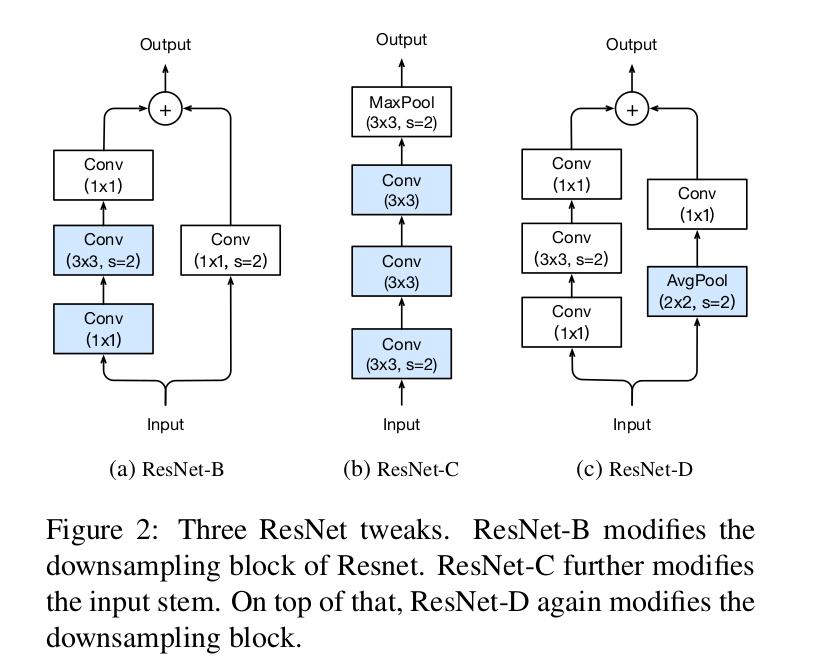 Output
+
Conv
(1x1)
Conv
(3x3, s=2)
Conv
(1x1)
Conv
(1x1, s=2)
Input
(a) ResNet-B
Output
MaxPool
(3x3, s=2)
Conv
(3x3)
Conv
(3x3)
Conv
(3x3, s=2)
Input
(b) ResNet-C
Output
+
Conv
(1x1)
Conv
(3x3, s=2)
Conv
(1x1)
Conv
(1x1)
AvgPool
(2x2, s=2)
Input
(c) ResNet-D
Figure 2: Three ResNet tweaks. ResNet-B modifies the
downsampling block of Resnet. ResNet-C further modifies
the input stem. On top of that, ResNet-D again modifies the
downsampling block.